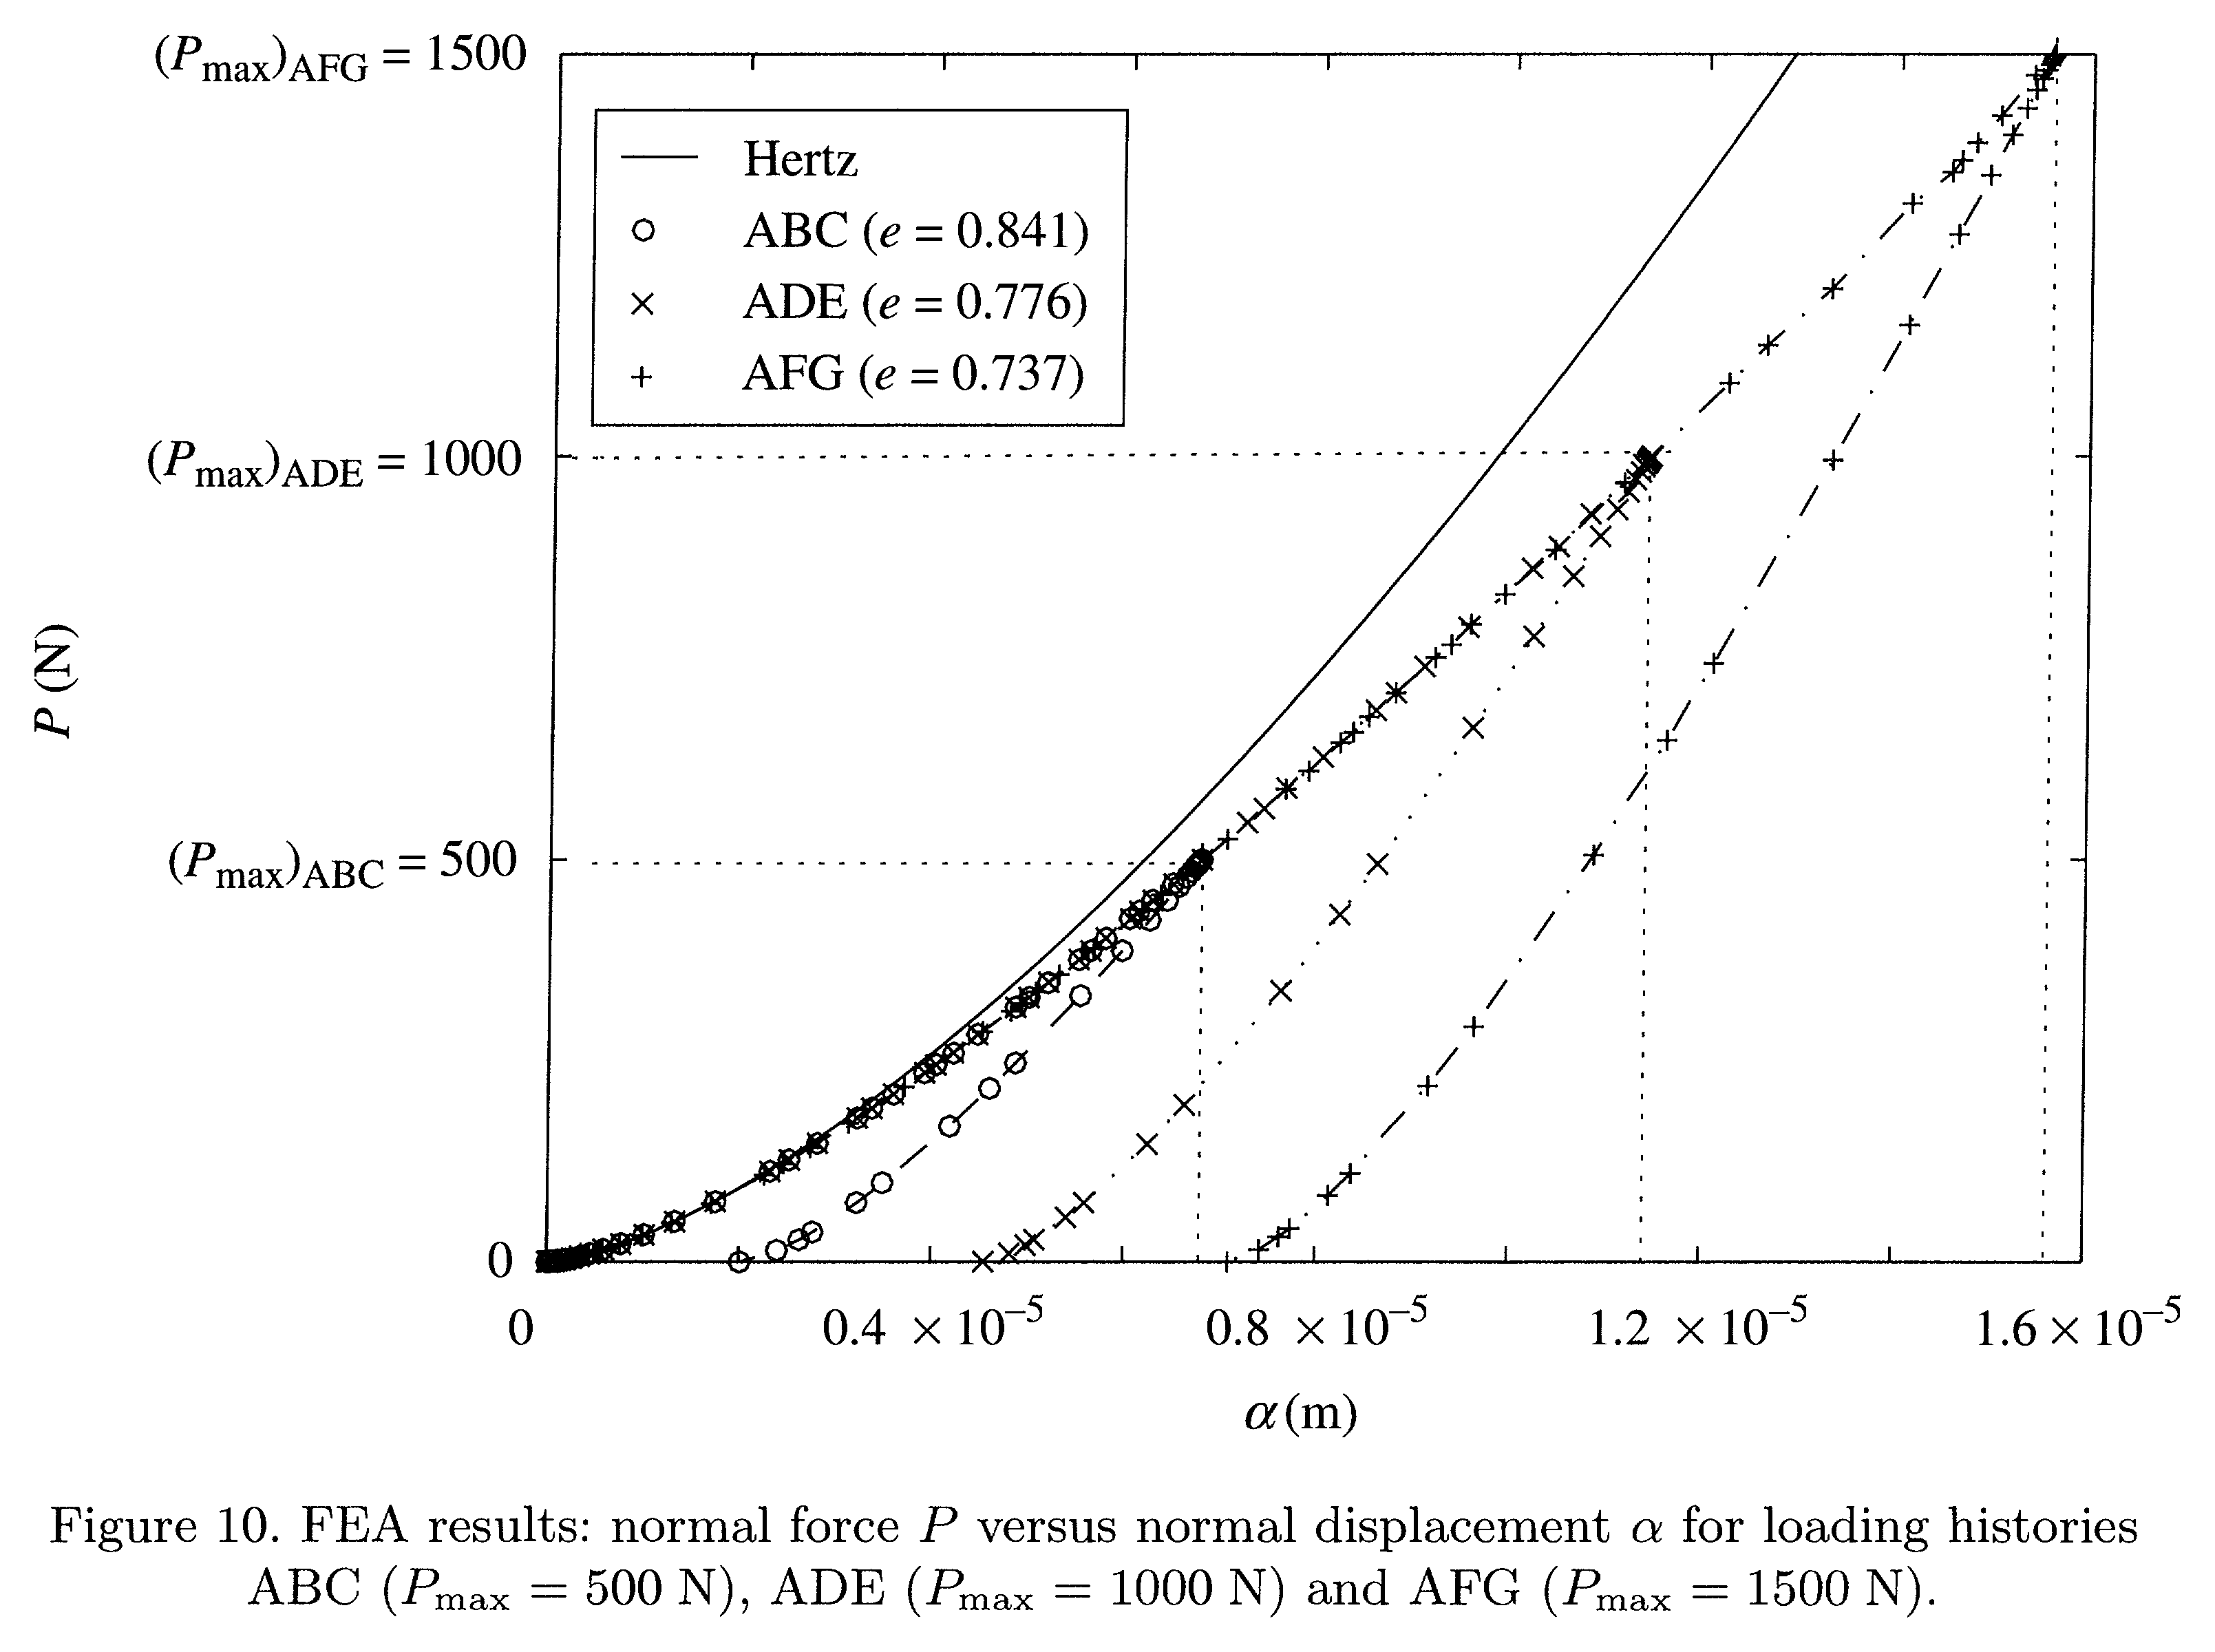 (Pmax)AFG = 1500
Hertz
ABC (e = 0.841)
ADE (e = 0.776)
AFG (e = 0.737)
(Pmax)ADE = 1000
P (N)
(Pmax)ABC = 500
0
0 0.4 × 10⁻⁵ 0.8 × 10⁻⁵ 1.2 × 10⁻⁵ 1.6 × 10⁻⁵
α (m)
Figure 10. FEA results: normal force P versus normal displacement α for loading histories
ABC (Pmax = 500 N), ADE (Pmax = 1000 N) and AFG (Pmax = 1500 N).